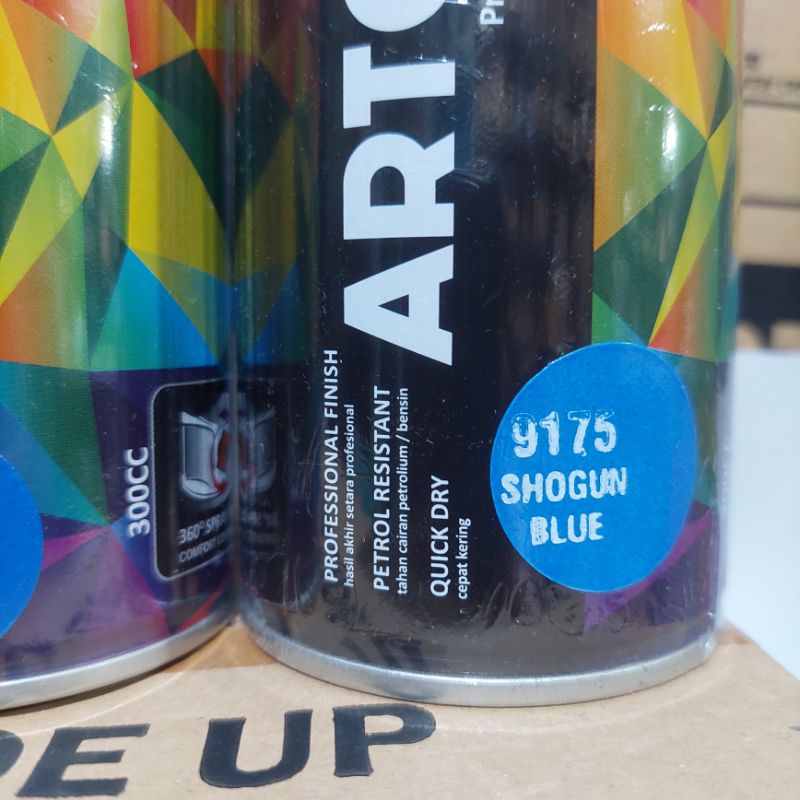 ART
PROFESSIONAL FINISH
hasil akhir setara profesional
PETROL RESISTANT
tahan cairan petrolium / bensin
QUICK DRY
cepat kering
9175
SHOGUN
BLUE
300CC
360°
COMFORT
UP